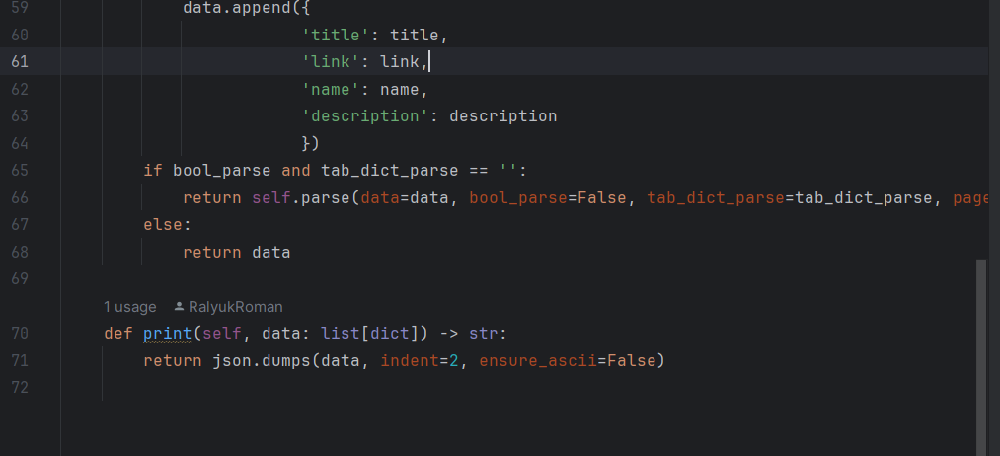 59 data.append({
60 'title': title,
61 'link': link,
62 'name': name,
63 'description': description
64 })
65 if bool_parse and tab_dict_parse == '':
66 return self.parse(data=data, bool_parse=False, tab_dict_parse=tab_dict_parse, page
67 else:
68 return data
69
1 usage RalyukRoman
70 def print(self, data: list[dict]) -> str:
71 return json.dumps(data, indent=2, ensure_ascii=False)
72